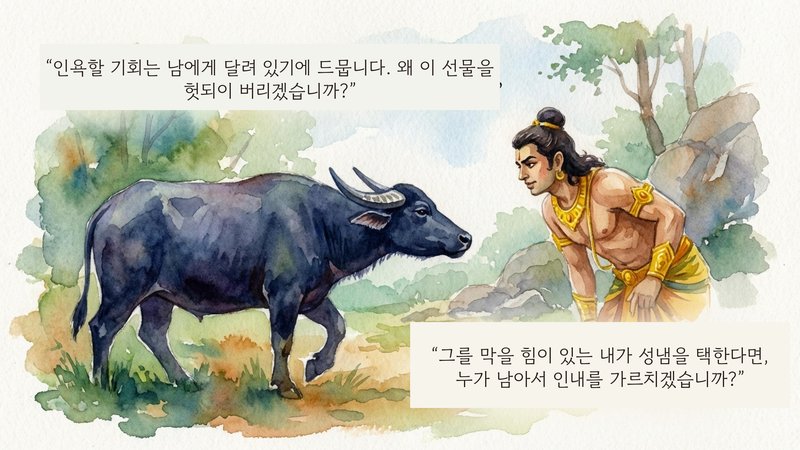 “인욕할 기회는 남에게 달려 있기에 드뭅니다. 왜 이 선물을
헛되이 버리겠습니까?”
“그를 막을 힘이 있는 내가 성냄을 택한다면,
누가 남아서 인내를 가르치겠습니까?”